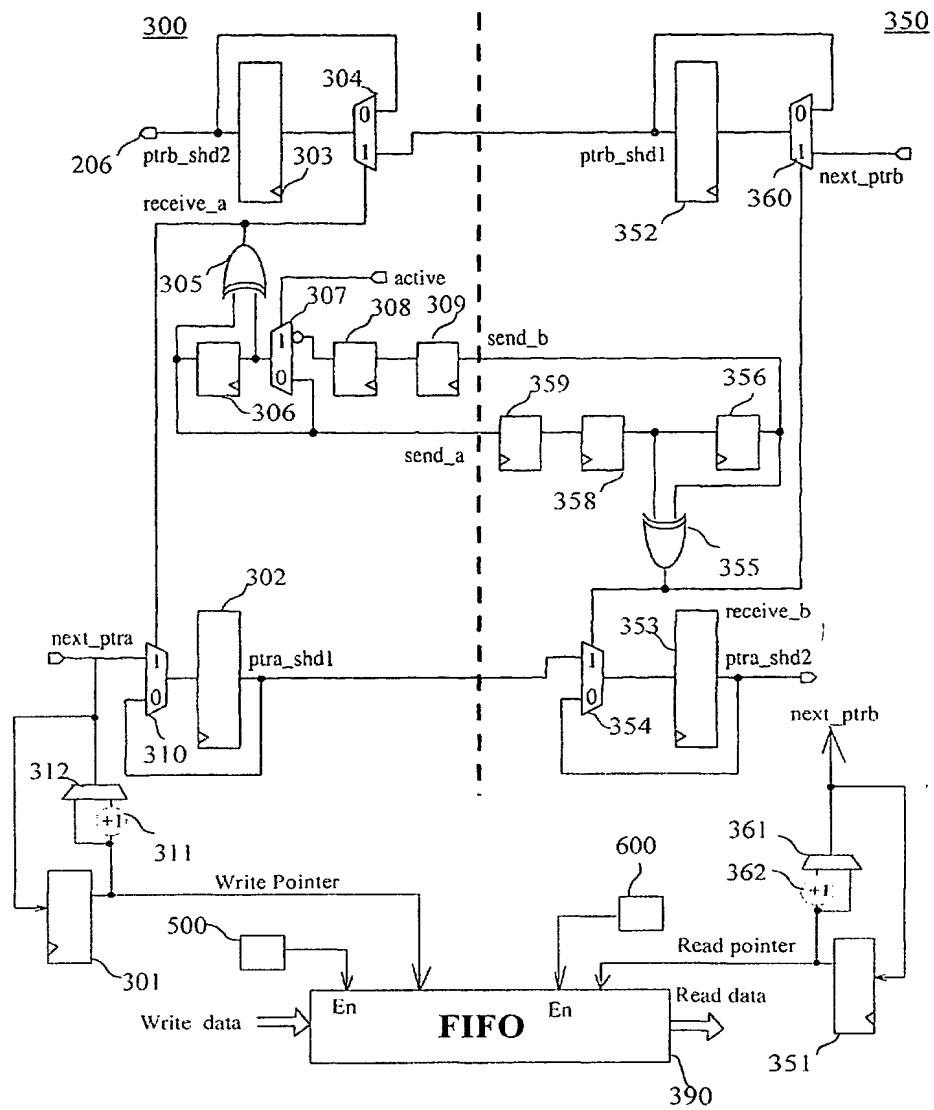 300
350
304
0
0
1
1
ptrb_shd2
ptrb_shd1
206
303
next_ptrb
360
352
receive_a
305
active
307
308
309
1
0
send_b
359
356
306
send_a
358
355
302
353
receive_b
next_ptra
1
0
ptra_shd1
1
0
ptra_shd2
310
354
next_ptrb
312
+1
311
361
+1
362
600
Write Pointer
500
Read pointer
301
En
En
Read data
Write data
FIFO
351
390